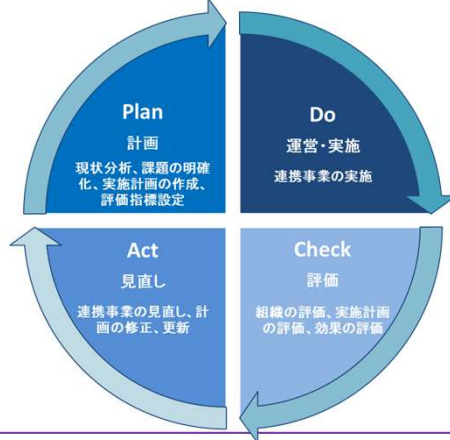 Plan
計画
現状分析、課題の明確
化、実施計画の作成、
評価指標設定
Do
運営・実施
連携事業の実施
Act
見直し
連携事業の見直し、計
画の修正、更新
Check
評価
組織の評価、実施計画
の評価、効果の評価